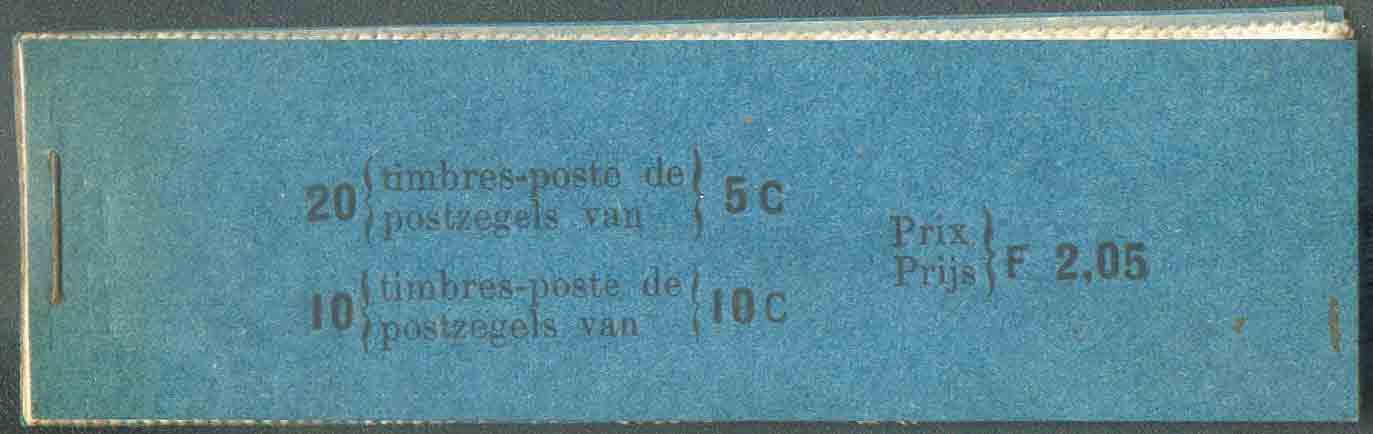 20 { timbres-poste de } 5 C
postzegels van
Prix } F 2,05
Prijs
10 { timbres-poste de { 10 C
postzegels van